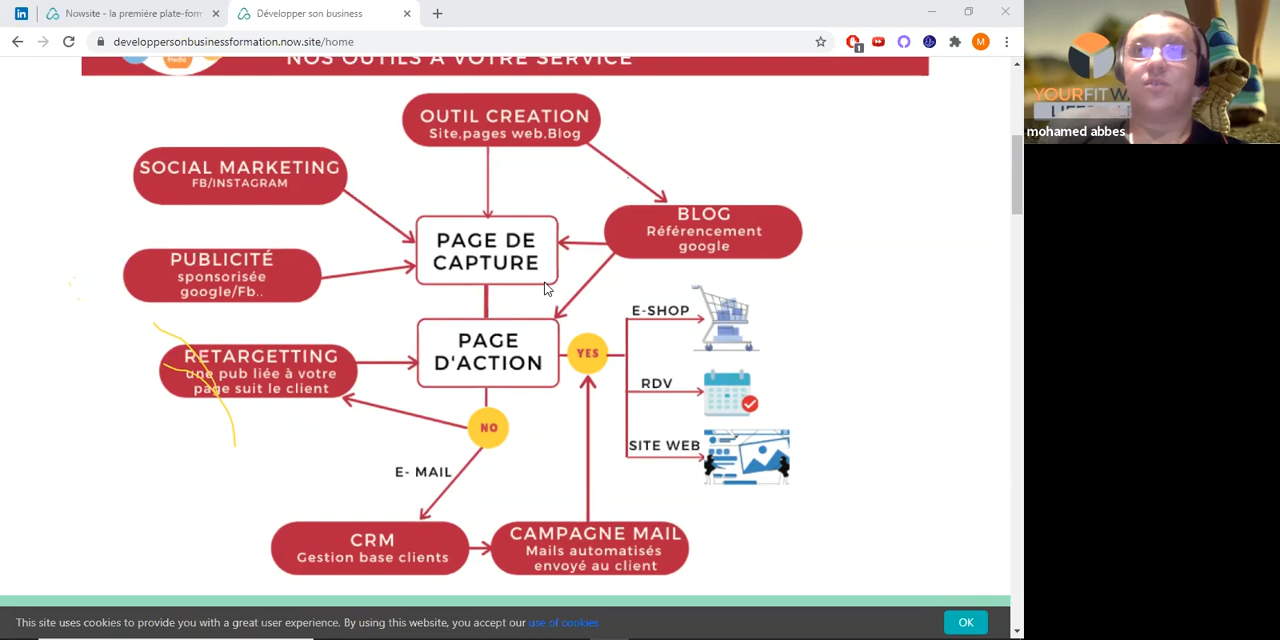 Nowsite - la première plate-form
Développer son business
developpersonbusinessformation.now.site/home
1
M
NOS OUTILS A VOTRE SERVICE
OUTIL CREATION
Site,pages web,Blog
SOCIAL MARKETING
FB/INSTAGRAM
BLOG
Référencement
google
PAGE DE
CAPTURE
PUBLICITÉ
sponsorisée
google/Fb..
E-SHOP
PAGE
D'ACTION
YES
RETARGETTING
une pub liée à votre
page suit le client
RDV
NO
SITE WEB
E- MAIL
CRM
Gestion base clients
CAMPAGNE MAIL
Mails automatisés
envoyé au client
This site uses cookies to provide you with a great user experience. By using this website, you accept our use of cookies
OK
YOURFITW
mohamed abbes